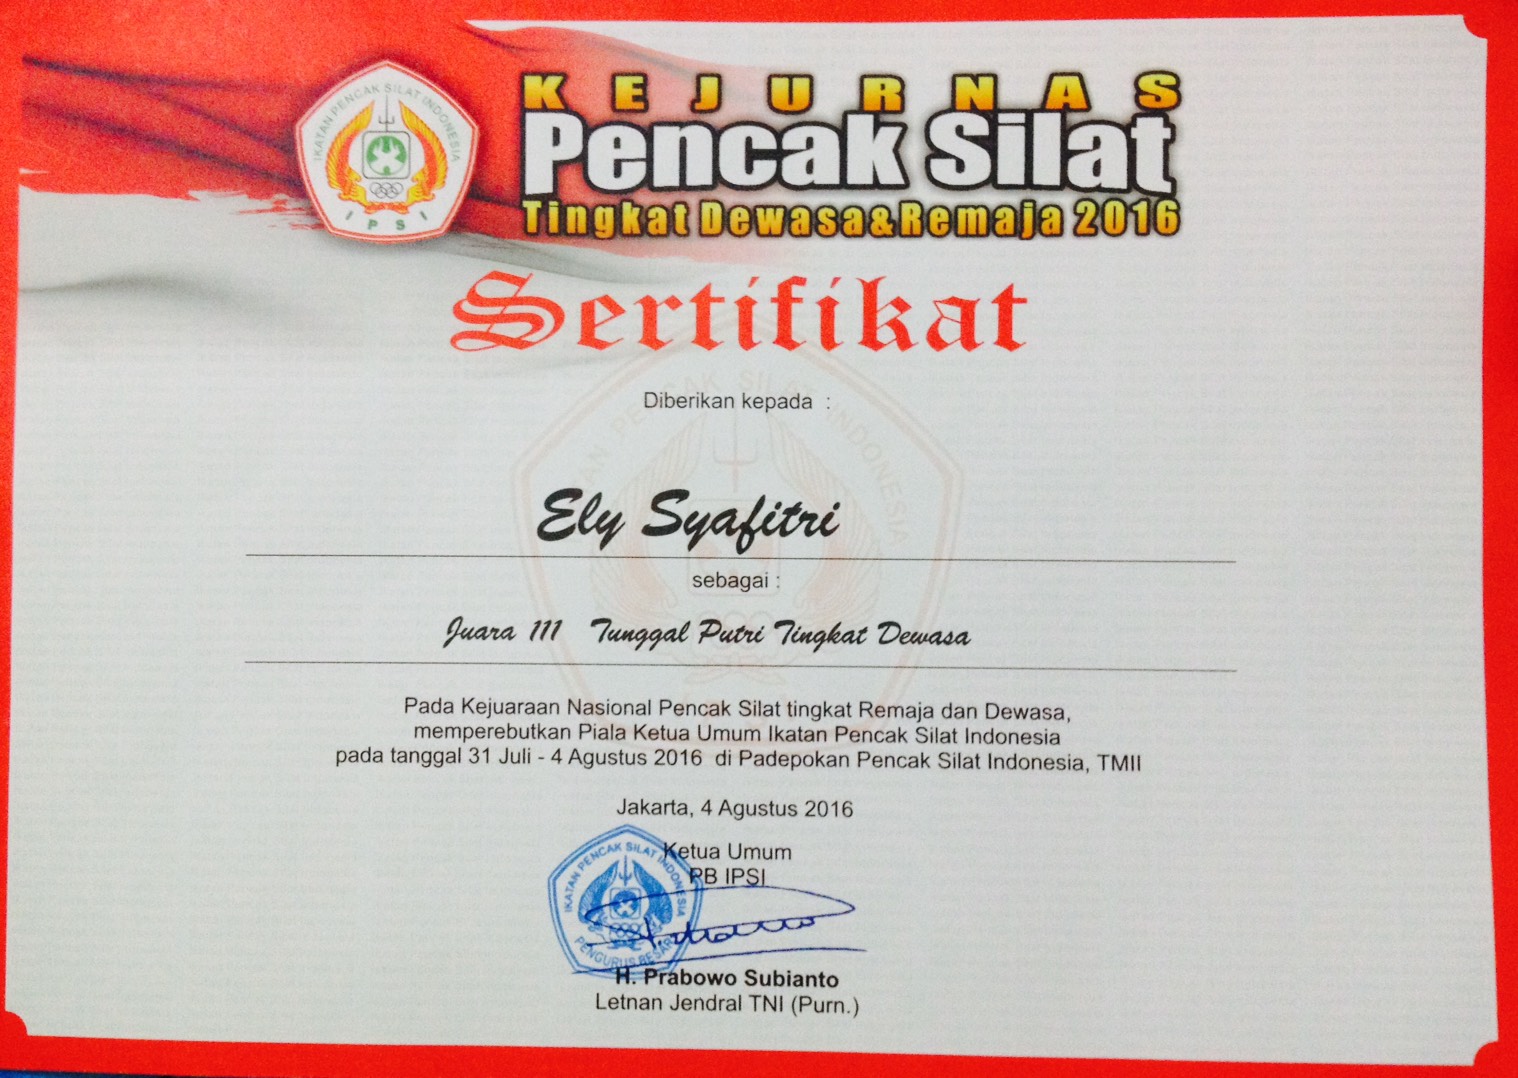 IKATAN PENCAK SILAT INDONESIA
IPSI
KEJURNAS
Pencak Silat
Tingkat Dewasa&Remaja 2016
Sertifikat
Diberikan kepada :
Ely Syafitri
sebagai :
Juara 111 Tunggal Putri Tingkat Dewasa
Pada Kejuaraan Nasional Pencak Silat tingkat Remaja dan Dewasa,
memperebutkan Piala Ketua Umum Ikatan Pencak Silat Indonesia
pada tanggal 31 Juli - 4 Agustus 2016 di Padepokan Pencak Silat Indonesia, TMII
Jakarta, 4 Agustus 2016
Ketua Umum
PB IPSI
IKATAN PENCAK SILAT INDONESIA
PENGURUS BESAR
H. Prabowo Subianto
Letnan Jendral TNI (Purn.)